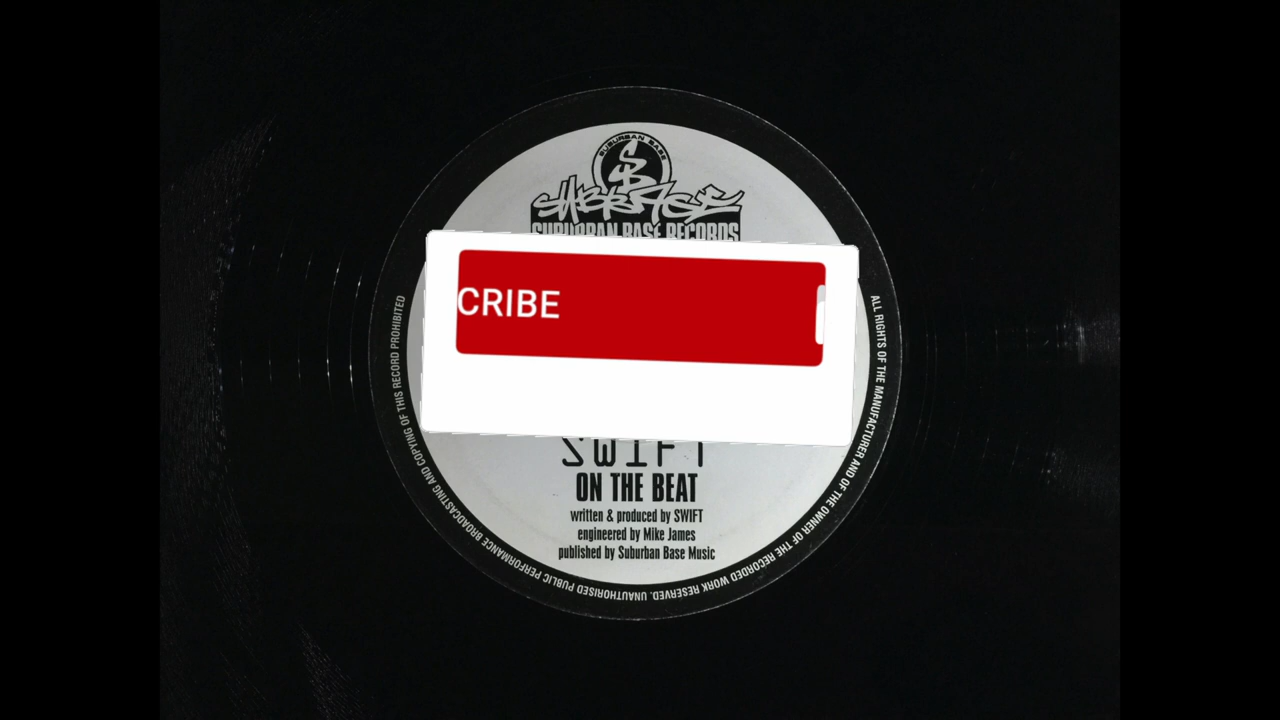 SUBURBAN BASE
SUBBASE
SUBURBAN BASE RECORDS
CRIBE
SWIFT
ON THE BEAT
written & produced by SWIFT
engineered by Mike James
published by Suburban Base Music
ALL RIGHTS OF THE MANUFACTURER AND OF THE OWNER OF THE RECORDED WORK RESERVED. UNAUTHORISED PUBLIC PERFORMANCE BROADCASTING AND COPYING OF THIS RECORD PROHIBITED